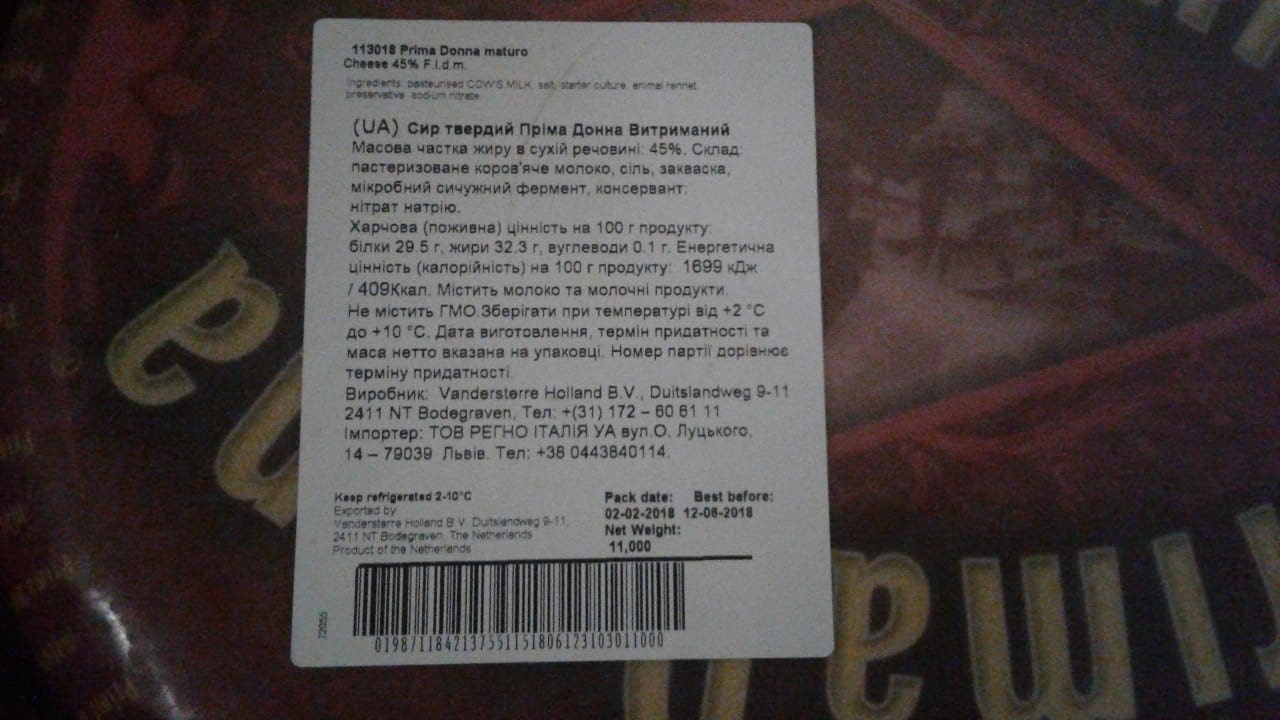 113018 Prima Donna maturo
Cheese 45% F.i.d.m.
Ingredients: pasteurised COW'S MILK, salt, starter culture, animal rennet,
preservative: sodium nitrate
(UA) Сир твердий Пріма Донна Витриманий
Масова частка жиру в сухій речовині: 45%. Склад:
пастеризоване коров'яче молоко, сіль, закваска,
мікробний сичужний фермент, консервант:
нітрат натрію.
Харчова (поживна) цінність на 100 г продукту:
білки 29.5 г, жири 32.3 г, вуглеводи 0.1 г. Енергетична
цінність (калорійність) на 100 г продукту: 1699 кДж
/ 409Ккал. Містить молоко та молочні продукти.
Не містить ГМО.Зберігати при температурі від +2 °C
до +10 °C. Дата виготовлення, термін придатності та
маса нетто вказана на упаковці. Номер партії дорівнює
терміну придатності.
Виробник: Vandersterre Holland B.V., Duitslandweg 9-11
2411 NT Bodegraven, Тел: +(31) 172 – 60 61 11
Імпортер: ТОВ РЕГНО ІТАЛІЯ УА вул.О. Луцького,
14 – 79039 Львів. Тел: +38 0443840114.
Keep refrigerated 2-10°C
Exported by
Vandersterre Holland B.V. Duitslandweg 9-11,
2411 NT Bodegraven, The Netherlands
Product of the Netherlands
Pack date: Best before:
02-02-2018 12-06-2018
Net Weight:
11,000
72055
0198711842137551151806123103011000